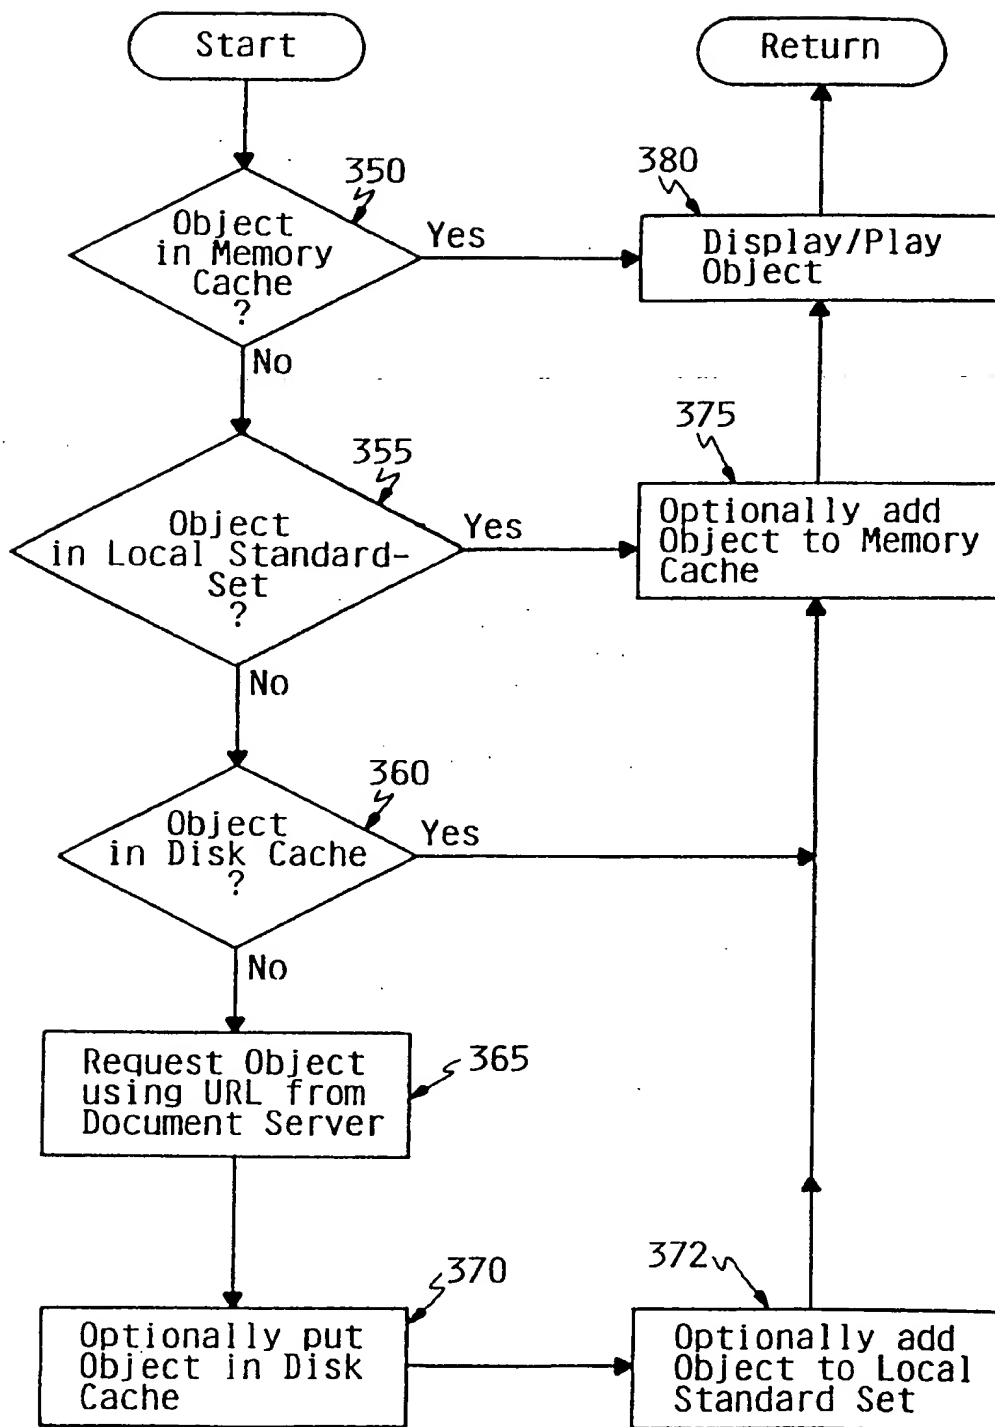 Start
Return
350
380
Object
in Memory
Cache
?
Yes
Display/Play
Object
No
355
375
Object
in Local Standard-
Set
?
Yes
Optionally add
Object to Memory
Cache
No
360
Object
in Disk Cache
?
Yes
No
Request Object
using URL from
Document Server
365
370
372
Optionally put
Object in Disk
Cache
Optionally add
Object to Local
Standard Set